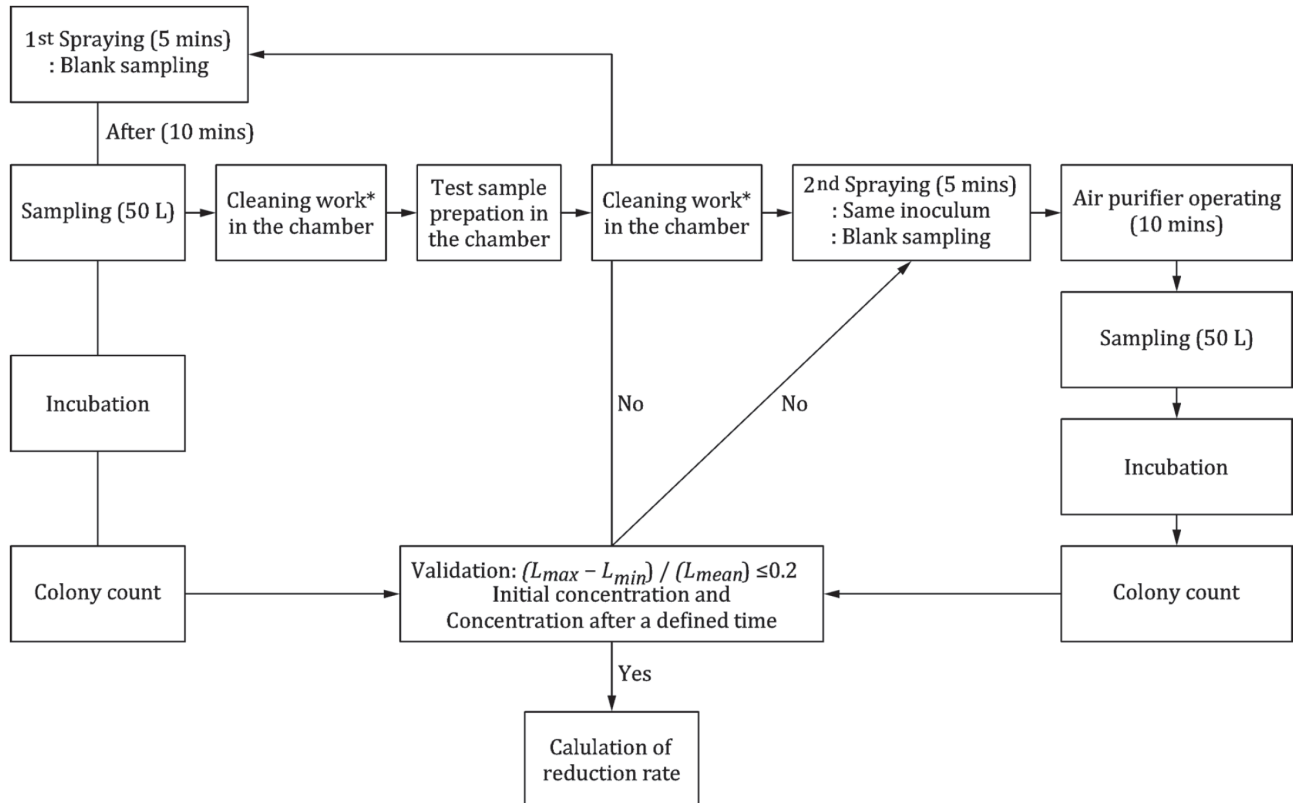 1st Spraying (5 mins)
: Blank sampling
After (10 mins)
Sampling (50 L)
Cleaning work*
in the chamber
Test sample
prepation in
the chamber
Cleaning work*
in the chamber
2nd Spraying (5 mins)
: Same inoculum
: Blank sampling
Air purifier operating
(10 mins)
Sampling (50 L)
Incubation
No
No
Incubation
Colony count
Validation: (Lmax − Lmin) / (Lmean) ≤0.2
Initial concentration and
Concentration after a defined time
Colony count
Yes
Calulation of
reduction rate